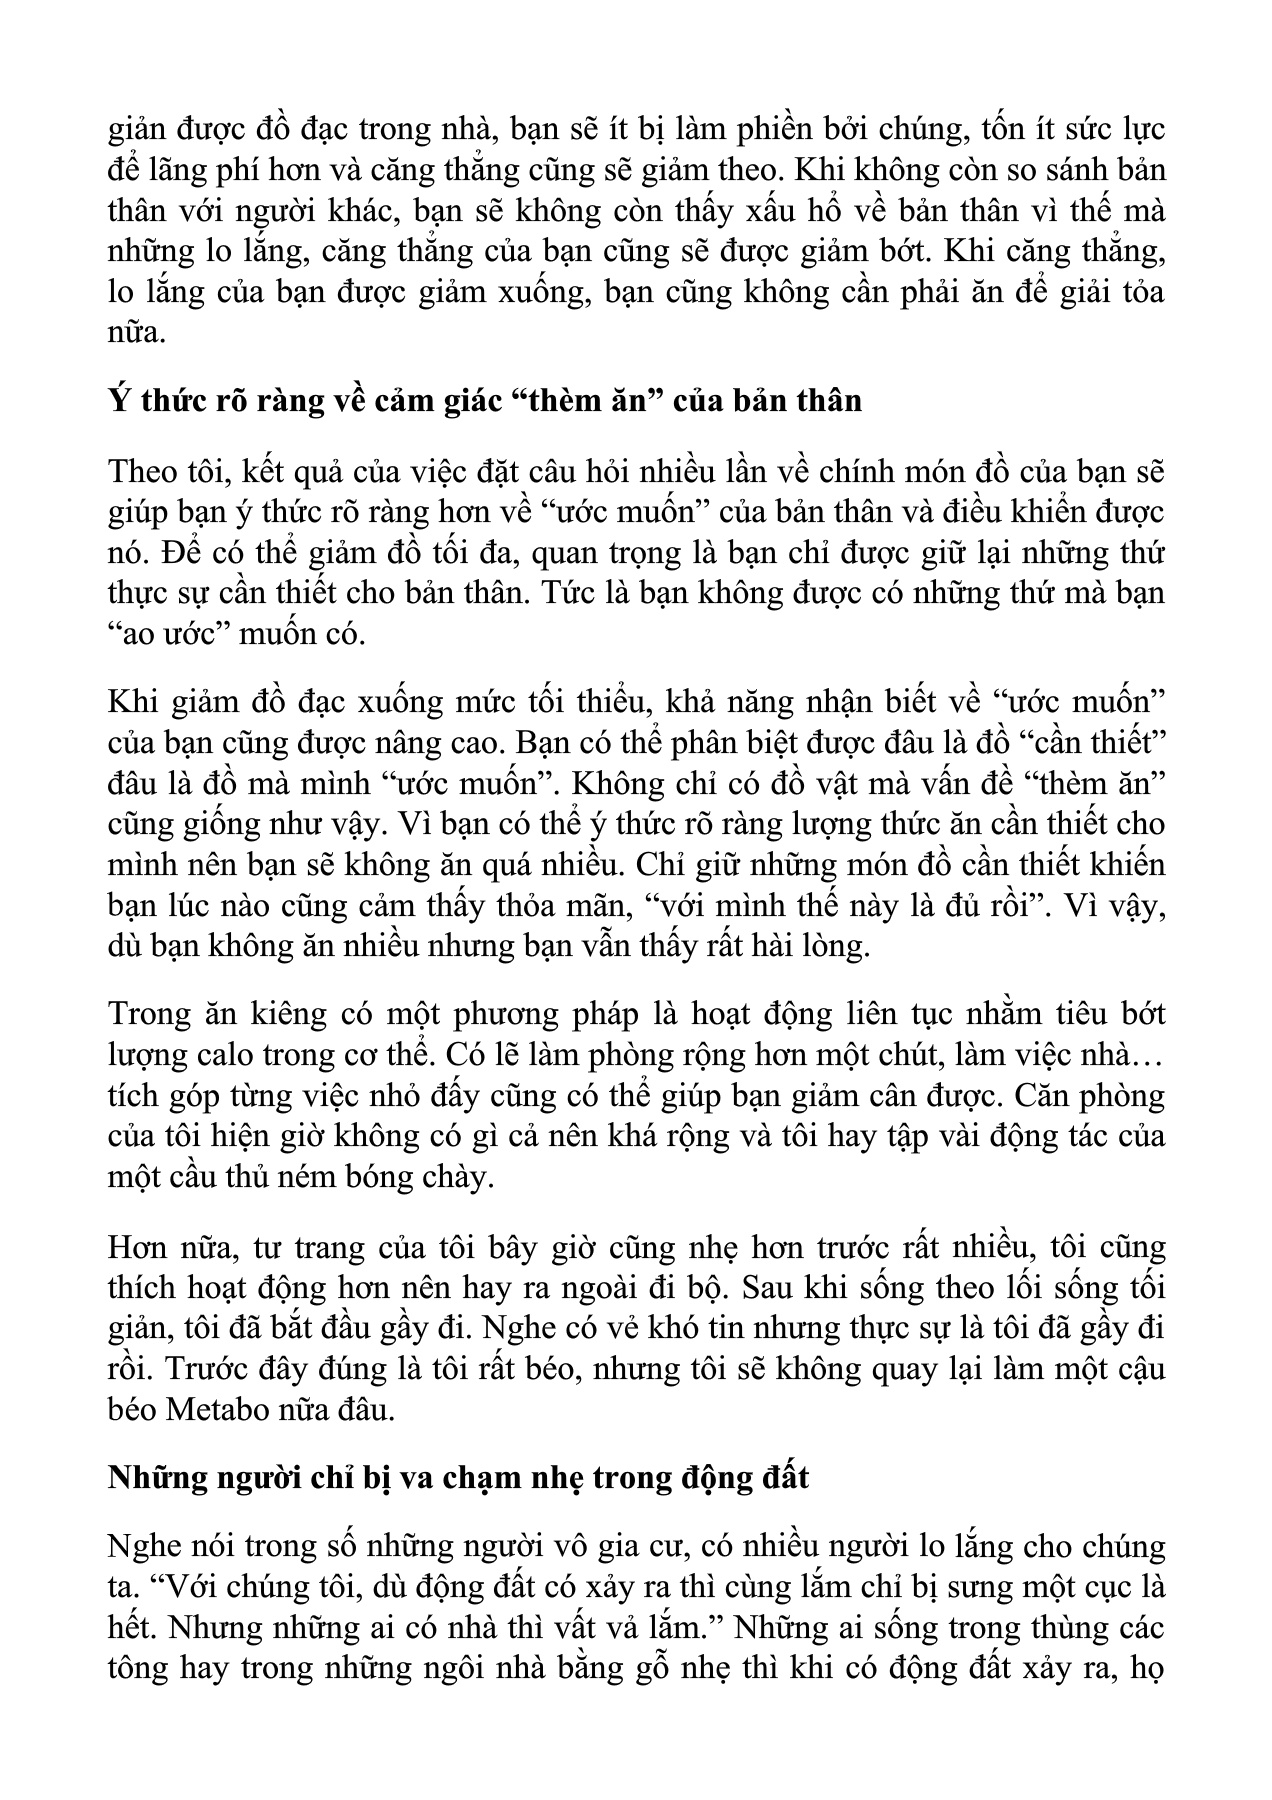 giản được đồ đạc trong nhà, bạn sẽ ít bị làm phiền bởi chúng, tốn ít sức lực
để lãng phí hơn và căng thẳng cũng sẽ giảm theo. Khi không còn so sánh bản
thân với người khác, bạn sẽ không còn thấy xấu hổ về bản thân vì thế mà
những lo lắng, căng thẳng của bạn cũng sẽ được giảm bớt. Khi căng thẳng,
lo lắng của bạn được giảm xuống, bạn cũng không cần phải ăn để giải tỏa
nữa.
Ý thức rõ ràng về cảm giác “thèm ăn” của bản thân
Theo tôi, kết quả của việc đặt câu hỏi nhiều lần về chính món đồ của bạn sẽ
giúp bạn ý thức rõ ràng hơn về “ước muốn” của bản thân và điều khiển được
nó. Để có thể giảm đồ tối đa, quan trọng là bạn chỉ được giữ lại những thứ
thực sự cần thiết cho bản thân. Tức là bạn không được có những thứ mà bạn
“ao ước” muốn có.
Khi giảm đồ đạc xuống mức tối thiểu, khả năng nhận biết về “ước muốn”
của bạn cũng được nâng cao. Bạn có thể phân biệt được đâu là đồ “cần thiết”
đâu là đồ mà mình “ước muốn”. Không chỉ có đồ vật mà vấn đề “thèm ăn”
cũng giống như vậy. Vì bạn có thể ý thức rõ ràng lượng thức ăn cần thiết cho
mình nên bạn sẽ không ăn quá nhiều. Chỉ giữ những món đồ cần thiết khiến
bạn lúc nào cũng cảm thấy thỏa mãn, “với mình thế này là đủ rồi”. Vì vậy,
dù bạn không ăn nhiều nhưng bạn vẫn thấy rất hài lòng.
Trong ăn kiêng có một phương pháp là hoạt động liên tục nhằm tiêu bớt
lượng calo trong cơ thể. Có lẽ làm phòng rộng hơn một chút, làm việc nhà…
tích góp từng việc nhỏ đấy cũng có thể giúp bạn giảm cân được. Căn phòng
của tôi hiện giờ không có gì cả nên khá rộng và tôi hay tập vài động tác của
một cầu thủ ném bóng chày.
Hơn nữa, tư trang của tôi bây giờ cũng nhẹ hơn trước rất nhiều, tôi cũng
thích hoạt động hơn nên hay ra ngoài đi bộ. Sau khi sống theo lối sống tối
giản, tôi đã bắt đầu gầy đi. Nghe có vẻ khó tin nhưng thực sự là tôi đã gầy đi
rồi. Trước đây đúng là tôi rất béo, nhưng tôi sẽ không quay lại làm một cậu
béo Metabo nữa đâu.
Những người chỉ bị va chạm nhẹ trong động đất
Nghe nói trong số những người vô gia cư, có nhiều người lo lắng cho chúng
ta. “Với chúng tôi, dù động đất có xảy ra thì cùng lắm chỉ bị sưng một cục là
hết. Nhưng những ai có nhà thì vất vả lắm.” Những ai sống trong thùng các
tông hay trong những ngôi nhà bằng gỗ nhẹ thì khi có động đất xảy ra, họ